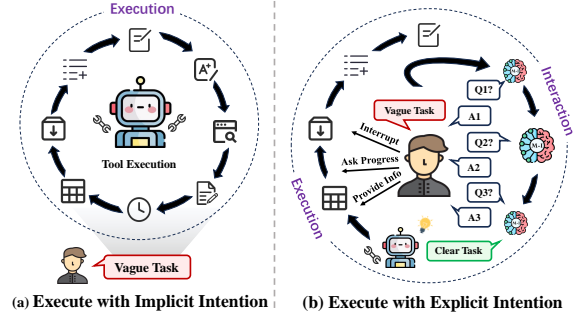 Execution
A+
Tool Execution
Vague Task
(a) Execute with Implicit Intention
Interaction
Execution
Vague Task
Q1?
A1
Q2?
A2
Q3?
A3
Interrupt
Ask Progress
Provide Info
Clear Task
M-1
(b) Execute with Explicit Intention